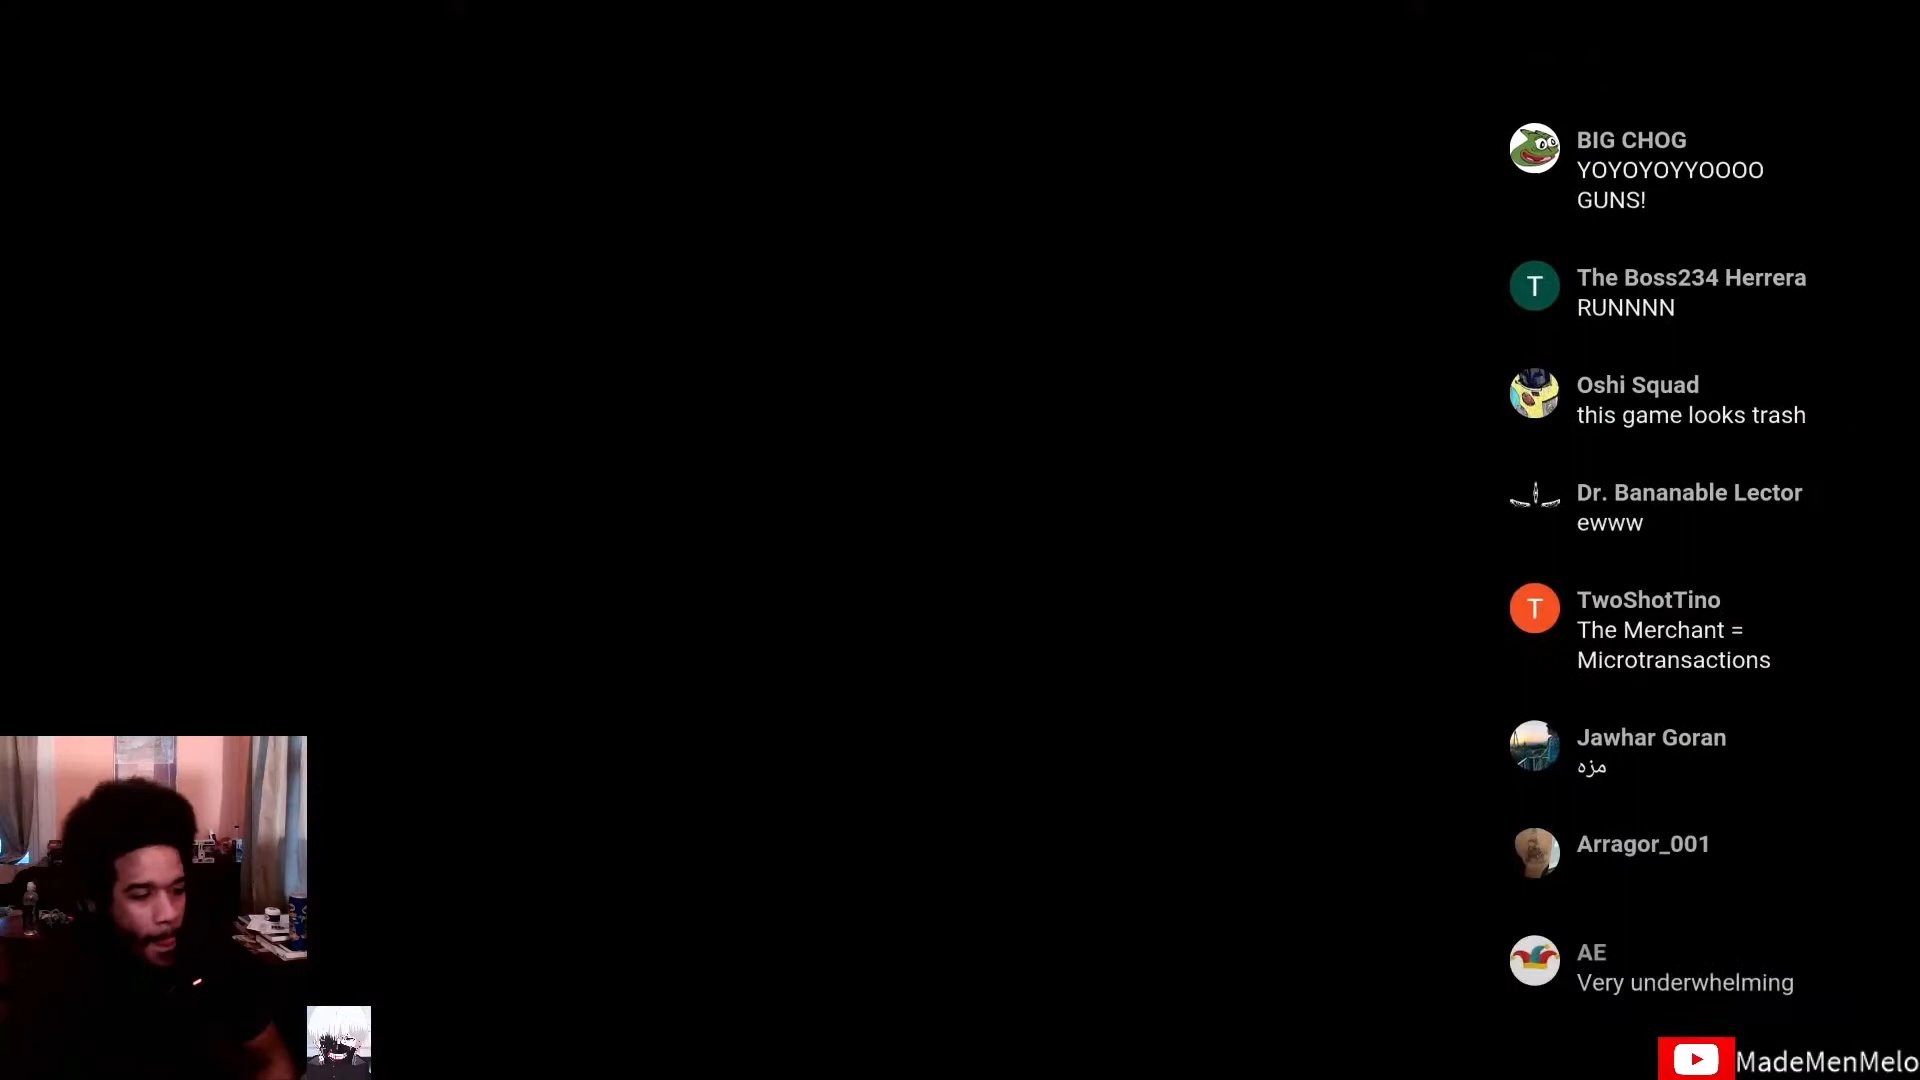 BIG CHOG
YOYOYOYYOOOO
GUNS!
T
The Boss234 Herrera
RUNNNN
Oshi Squad
this game looks trash
Dr. Bananable Lector
ewww
T
TwoShotTino
The Merchant =
Microtransactions
Jawhar Goran
مزه
Arragor_001
AE
Very underwhelming
MadeMenMelo